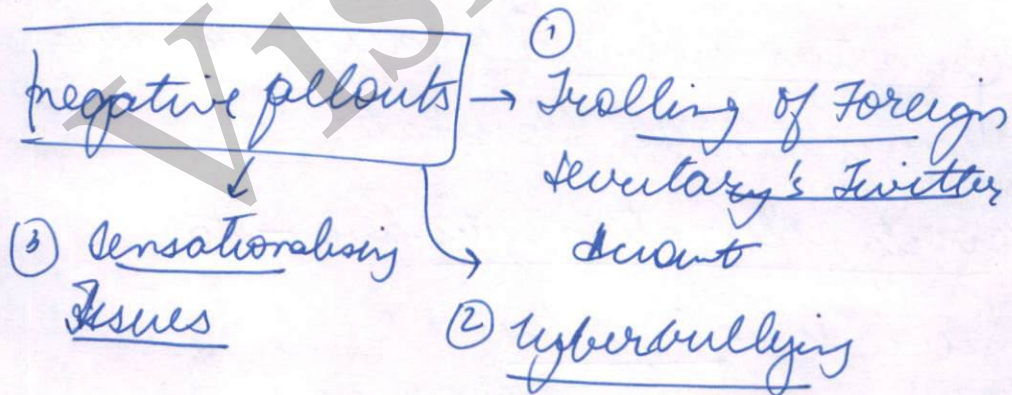 negative fallouts → ① Trolling of Foreign
Secretary's Twitter
Account
③ Sensationalising
Issues
② Cyberbullying